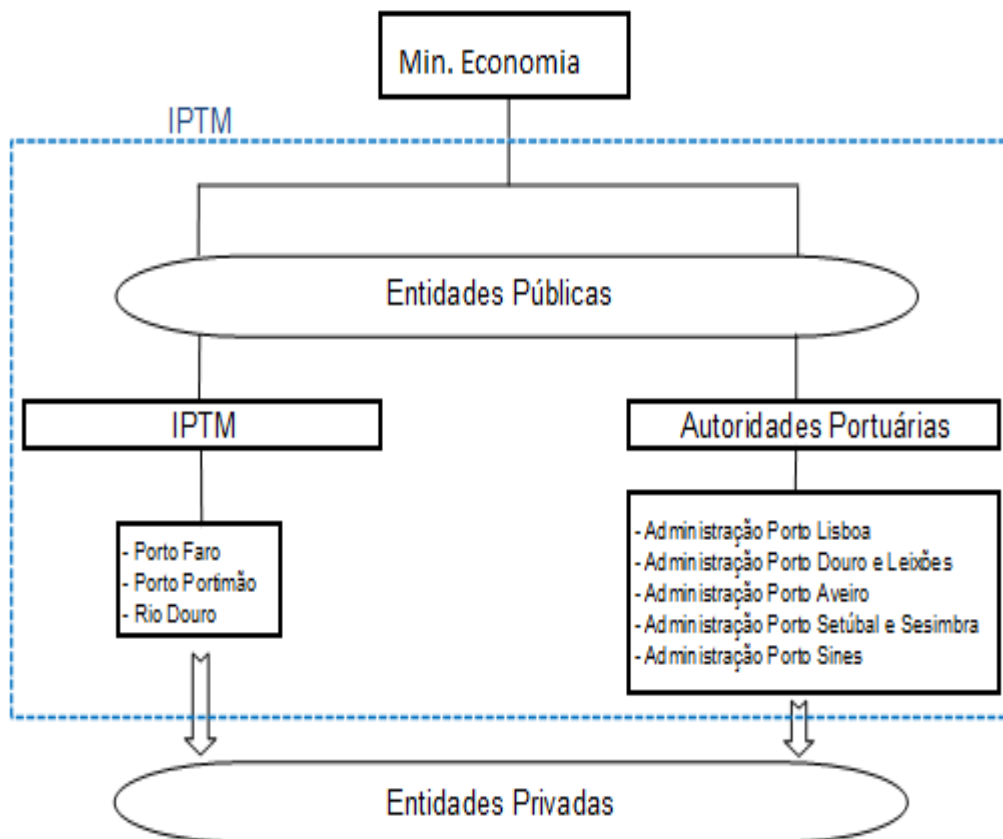 Min. Economia
IPTM
Entidades Públicas
IPTM
Autoridades Portuárias
- Porto Faro
- Porto Portimão
- Rio Douro
- Administração Porto Lisboa
- Administração Porto Douro e Leixões
- Administração Porto Aveiro
- Administração Porto Setúbal e Sesimbra
- Administração Porto Sines
Entidades Privadas